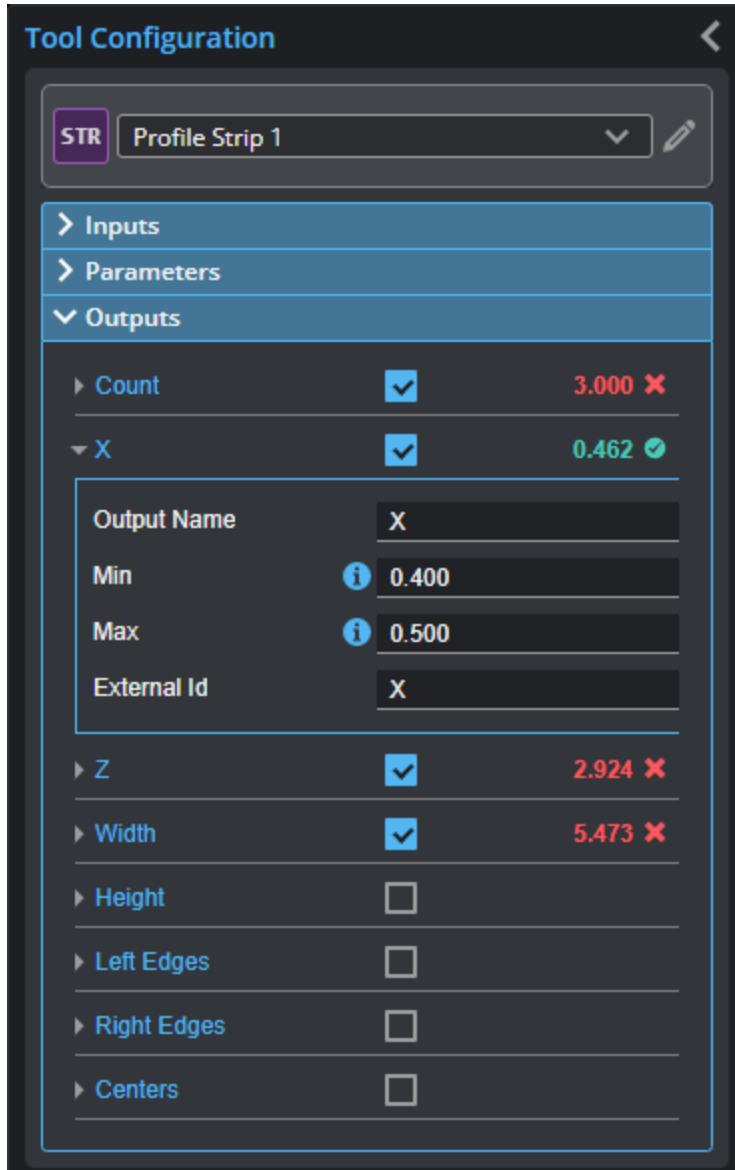 Tool Configuration
STR Profile Strip 1
Inputs
Parameters
Outputs
Count 3.000
X 0.462
Output Name X
Min 0.400
Max 0.500
External Id X
Z 2.924
Width 5.473
Height
Left Edges
Right Edges
Centers